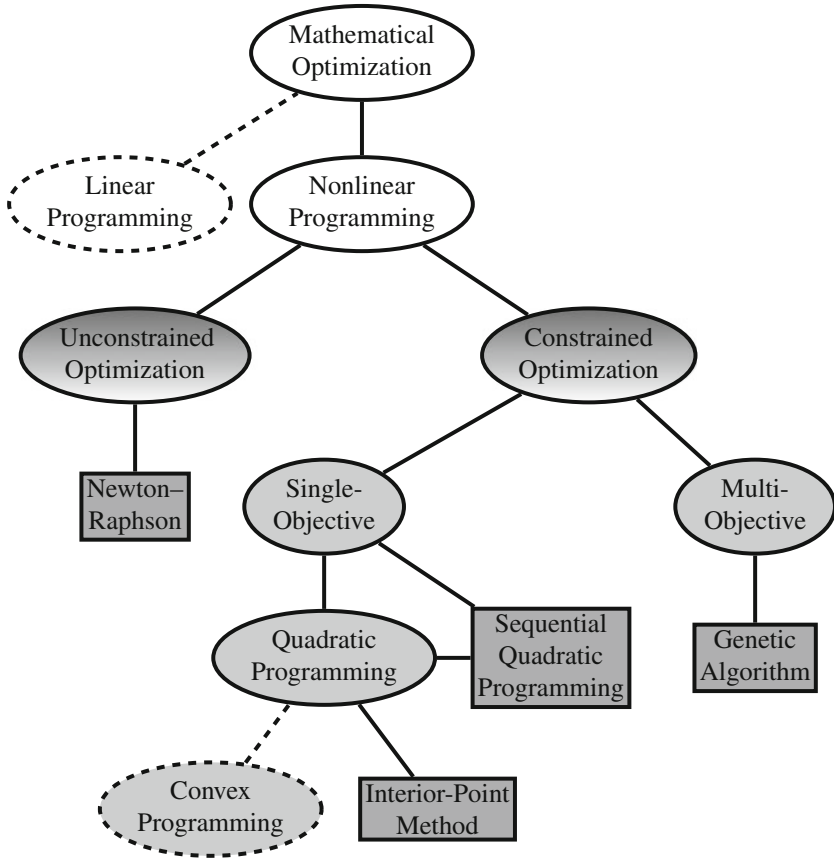 Mathematical
Optimization
Linear
Programming
Nonlinear
Programming
Unconstrained
Optimization
Constrained
Optimization
Newton–
Raphson
Single-
Objective
Multi-
Objective
Quadratic
Programming
Sequential
Quadratic
Programming
Genetic
Algorithm
Convex
Programming
Interior-Point
Method